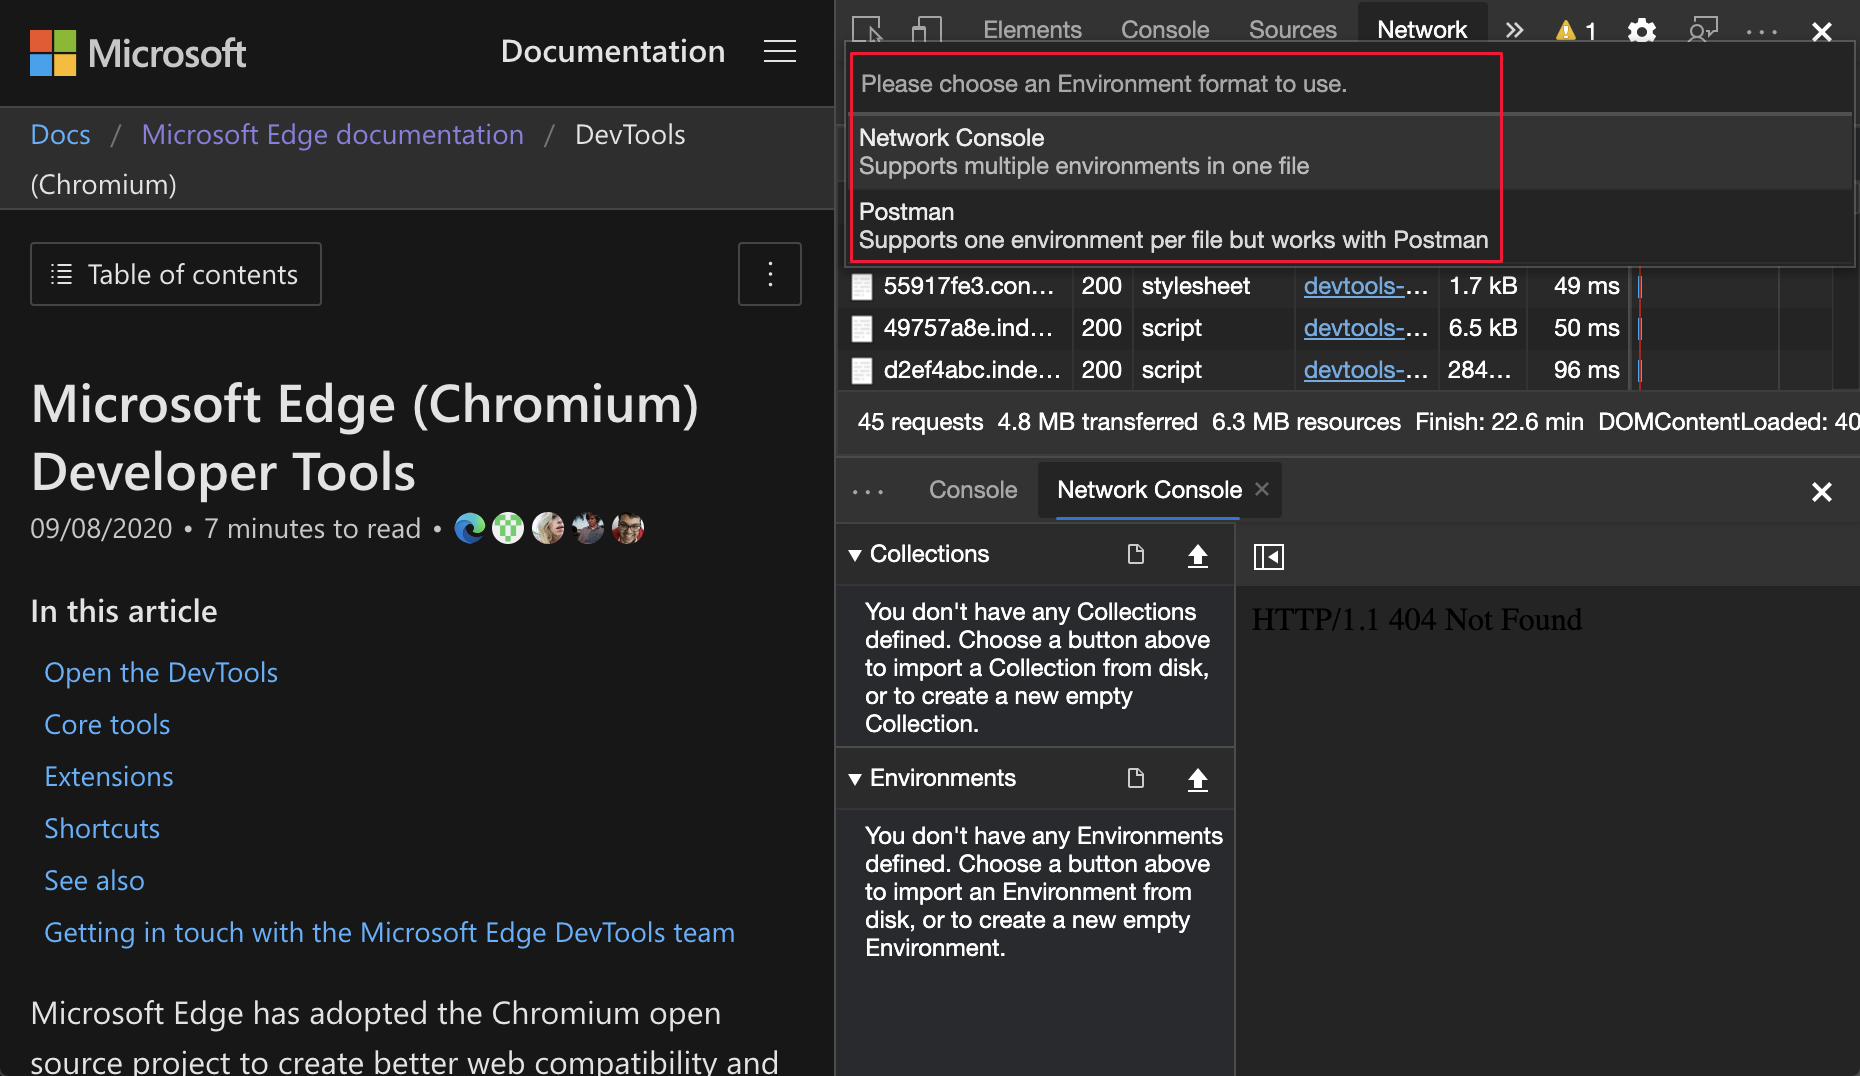 Microsoft
Documentation
Docs / Microsoft Edge documentation / DevTools
(Chromium)
Table of contents
Microsoft Edge (Chromium)
Developer Tools
09/08/2020 • 7 minutes to read •
In this article
Open the DevTools
Core tools
Extensions
Shortcuts
See also
Getting in touch with the Microsoft Edge DevTools team
Microsoft Edge has adopted the Chromium open
source project to create better web compatibility and
Elements Console Sources Network 1
Please choose an Environment format to use.
Network Console
Supports multiple environments in one file
Postman
Supports one environment per file but works with Postman
55917fe3.con... 200 stylesheet devtools-... 1.7 kB 49 ms
49757a8e.ind... 200 script devtools-... 6.5 kB 50 ms
d2ef4abc.inde... 200 script devtools-... 284... 96 ms
45 requests 4.8 MB transferred 6.3 MB resources Finish: 22.6 min DOMContentLoaded: 40
... Console Network Console
Collections
You don't have any Collections
defined. Choose a button above
to import a Collection from disk,
or to create a new empty
Collection.
Environments
You don't have any Environments
defined. Choose a button above
to import an Environment from
disk, or to create a new empty
Environment.
HTTP/1.1 404 Not Found